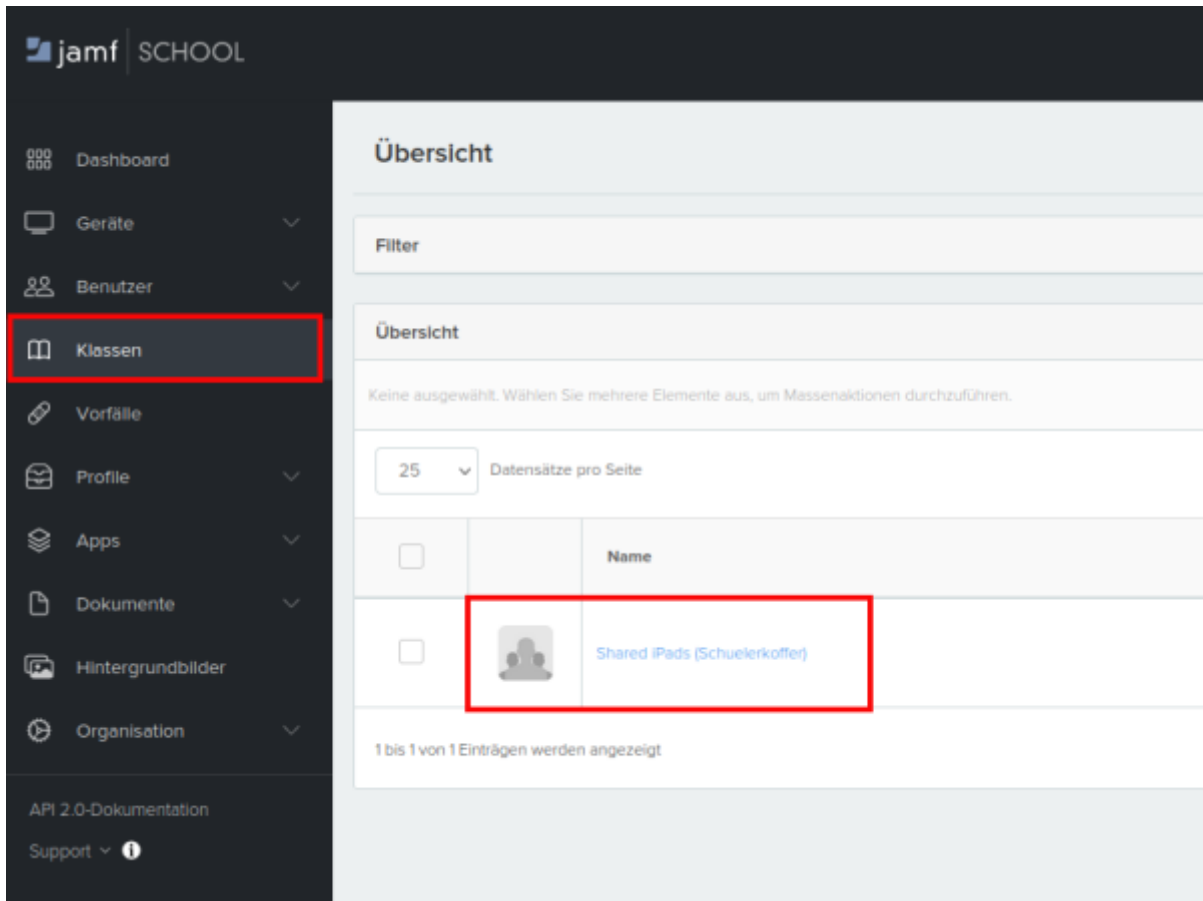 jamf SCHOOL
Dashboard
Geräte
Benutzer
Klassen
Vorfälle
Profile
Apps
Dokumente
Hintergrundbilder
Organisation
API 2.0-Dokumentation
Support
Übersicht
Filter
Übersicht
Keine ausgewählt. Wählen Sie mehrere Elemente aus, um Massenaktionen durchzuführen.
25 Datensätze pro Seite
Name
Shared iPads (Schuelerkoffer)
1 bis 1 von 1 Einträgen werden angezeigt